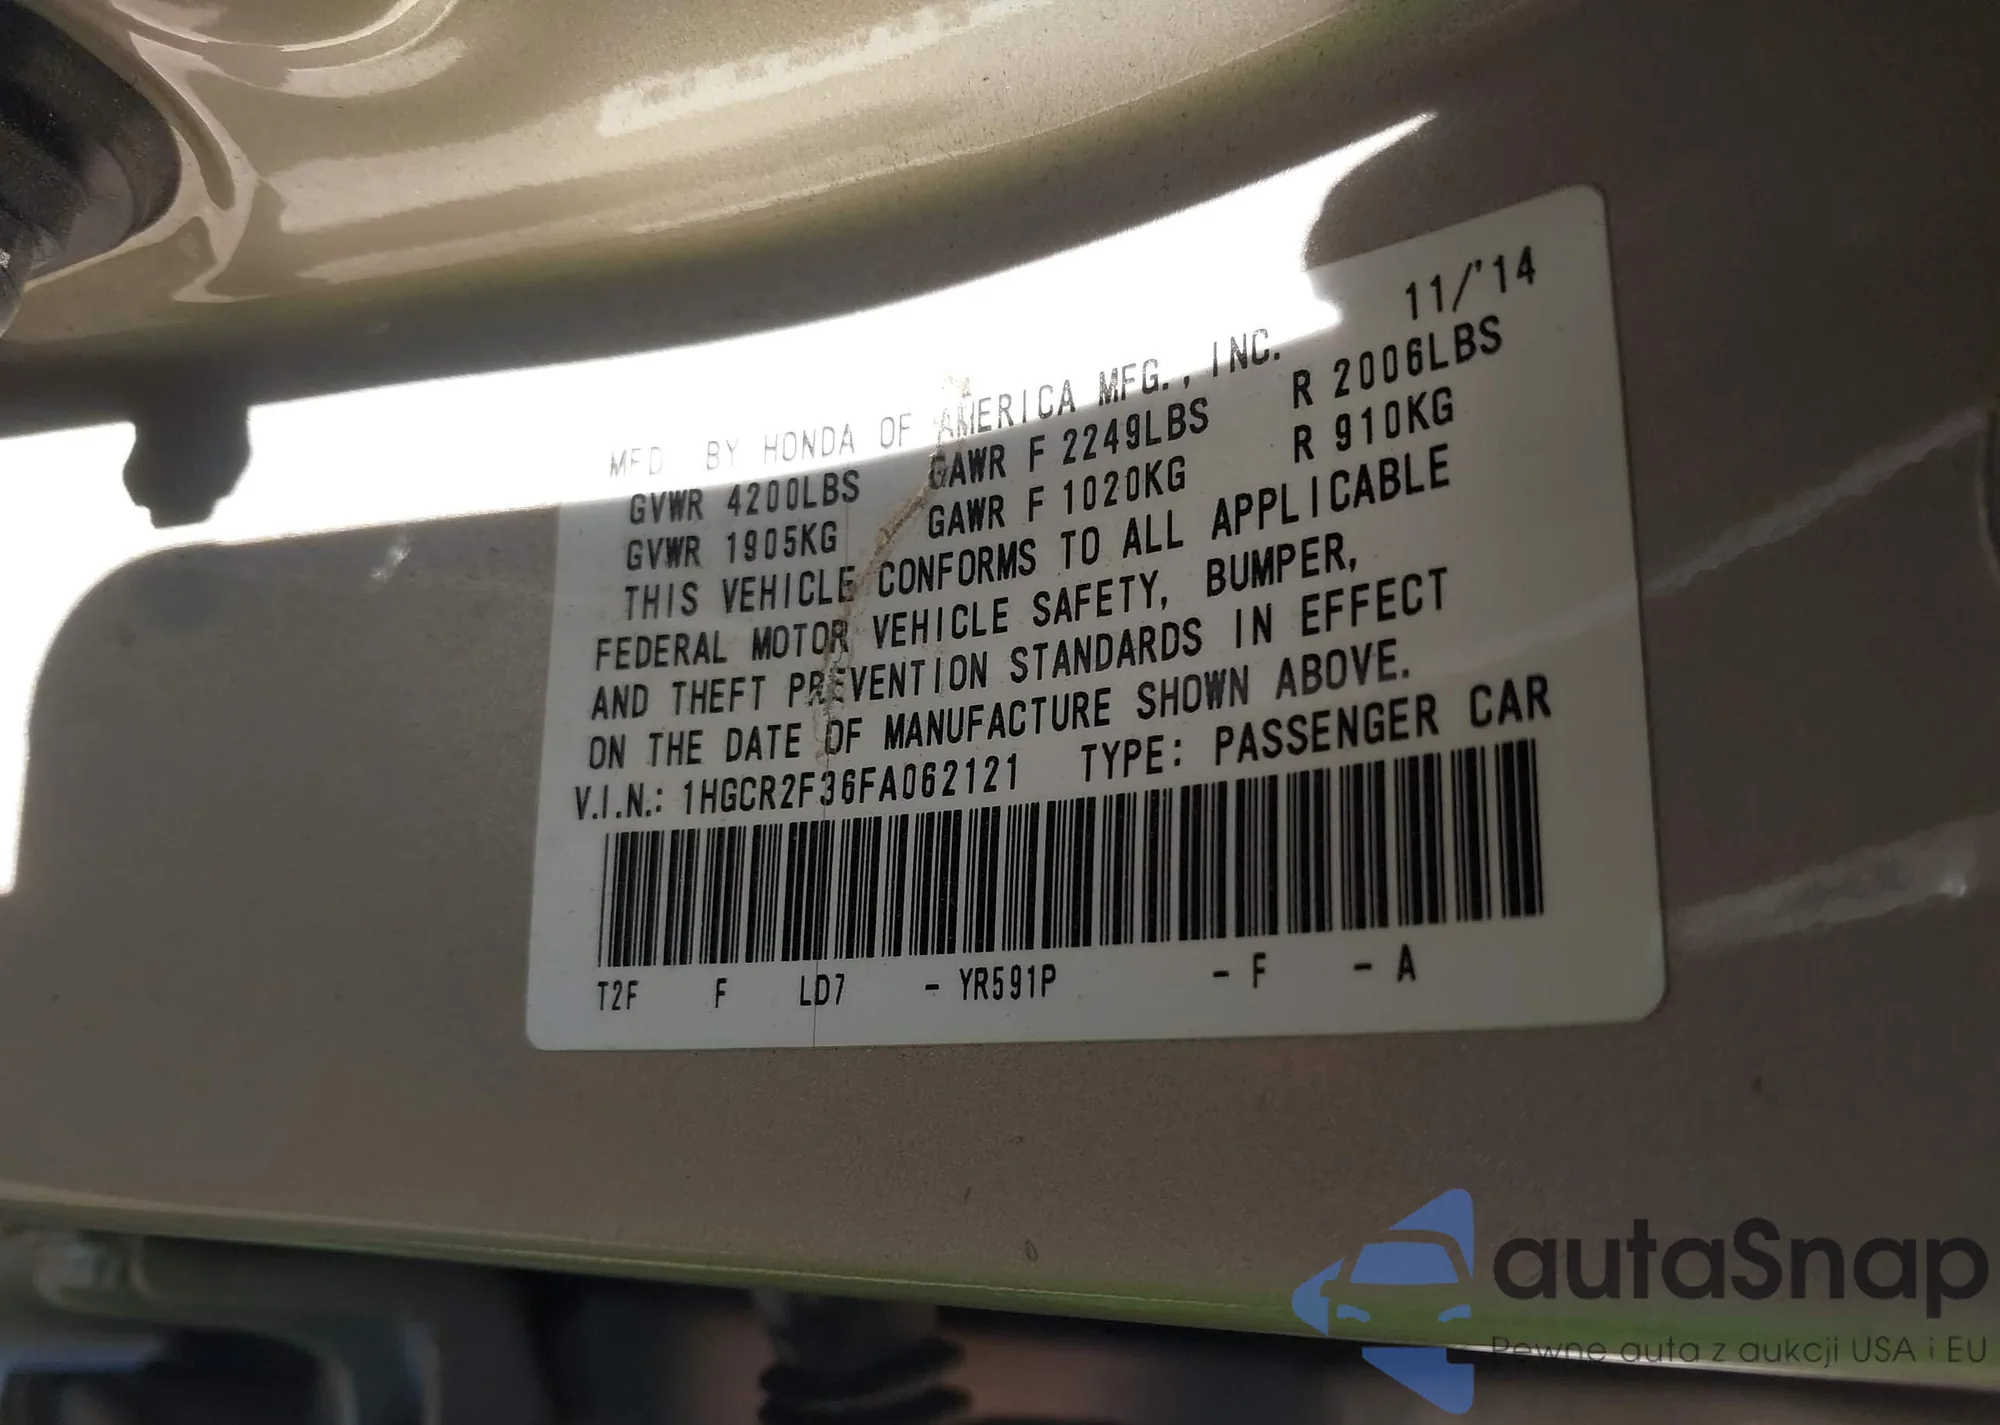 11/'14
MFD BY HONDA OF AMERICA MFG., INC.
GVWR 4200LBS GAWR F 2249LBS R 2006LBS
GVWR 1905KG GAWR F 1020KG R 910KG
THIS VEHICLE CONFORMS TO ALL APPLICABLE
FEDERAL MOTOR VEHICLE SAFETY, BUMPER,
AND THEFT PREVENTION STANDARDS IN EFFECT
ON THE DATE OF MANUFACTURE SHOWN ABOVE.
V.I.N.: 1HGCR2F36FA062121 TYPE: PASSENGER CAR
T2F F LD7 - YR591P - F - A
autaSnap
Pewne auta z aukcji USA i EU